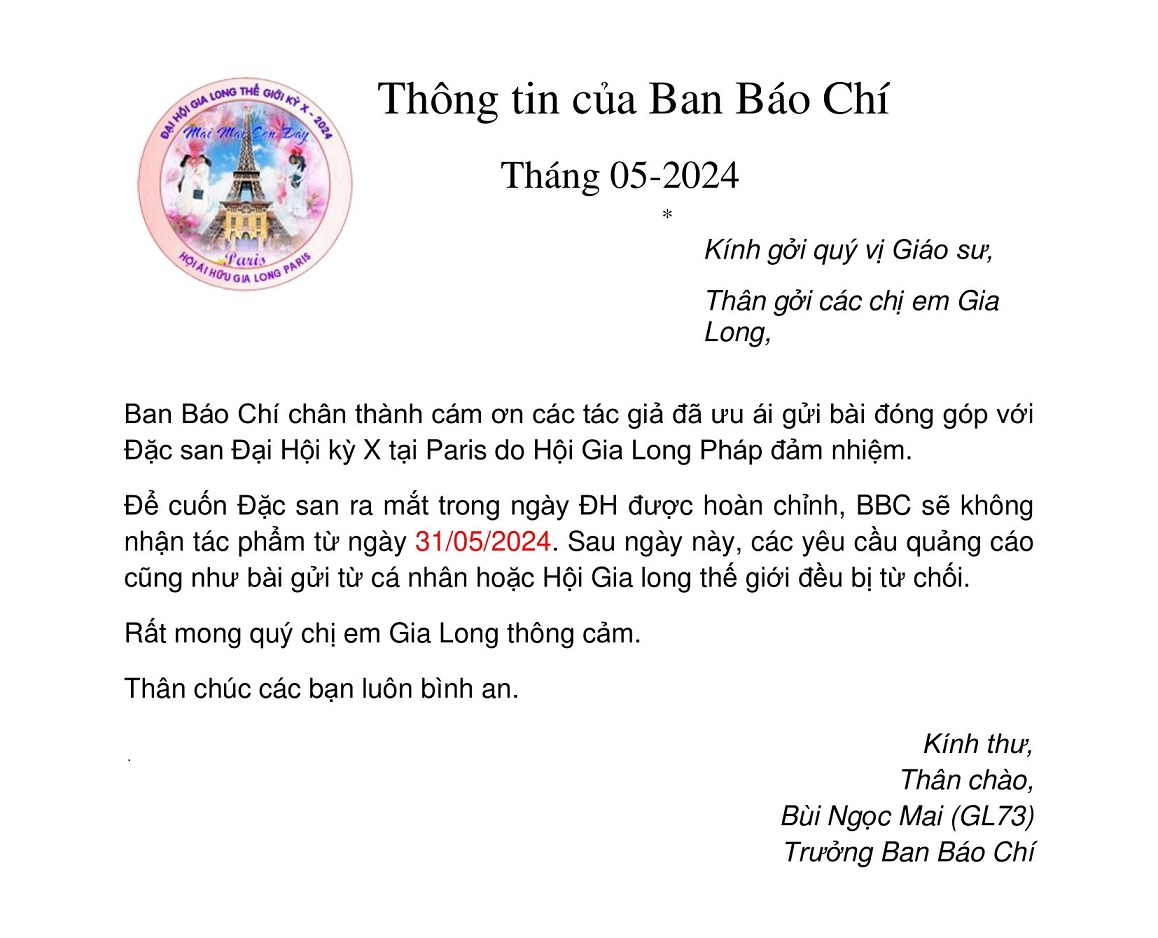 ĐẠI HỘI GIA LONG THẾ GIỚI KỲ X - 2024
Mãi Mãi Còn Đây
Paris
HỘI ÁI HỮU GIA LONG PARIS
Thông tin của Ban Báo Chí
Tháng 05-2024
*
Kính gởi quý vị Giáo sư,
Thân gởi các chị em Gia
Long,
Ban Báo Chí chân thành cám ơn các tác giả đã ưu ái gửi bài đóng góp với
Đặc san Đại Hội kỳ X tại Paris do Hội Gia Long Pháp đảm nhiệm.
Để cuốn Đặc san ra mắt trong ngày ĐH được hoàn chỉnh, BBC sẽ không
nhận tác phẩm từ ngày 31/05/2024. Sau ngày này, các yêu cầu quảng cáo
cũng như bài gửi từ cá nhân hoặc Hội Gia long thế giới đều bị từ chối.
Rất mong quý chị em Gia Long thông cảm.
Thân chúc các bạn luôn bình an.
.
Kính thư,
Thân chào,
Bùi Ngọc Mai (GL73)
Trưởng Ban Báo Chí